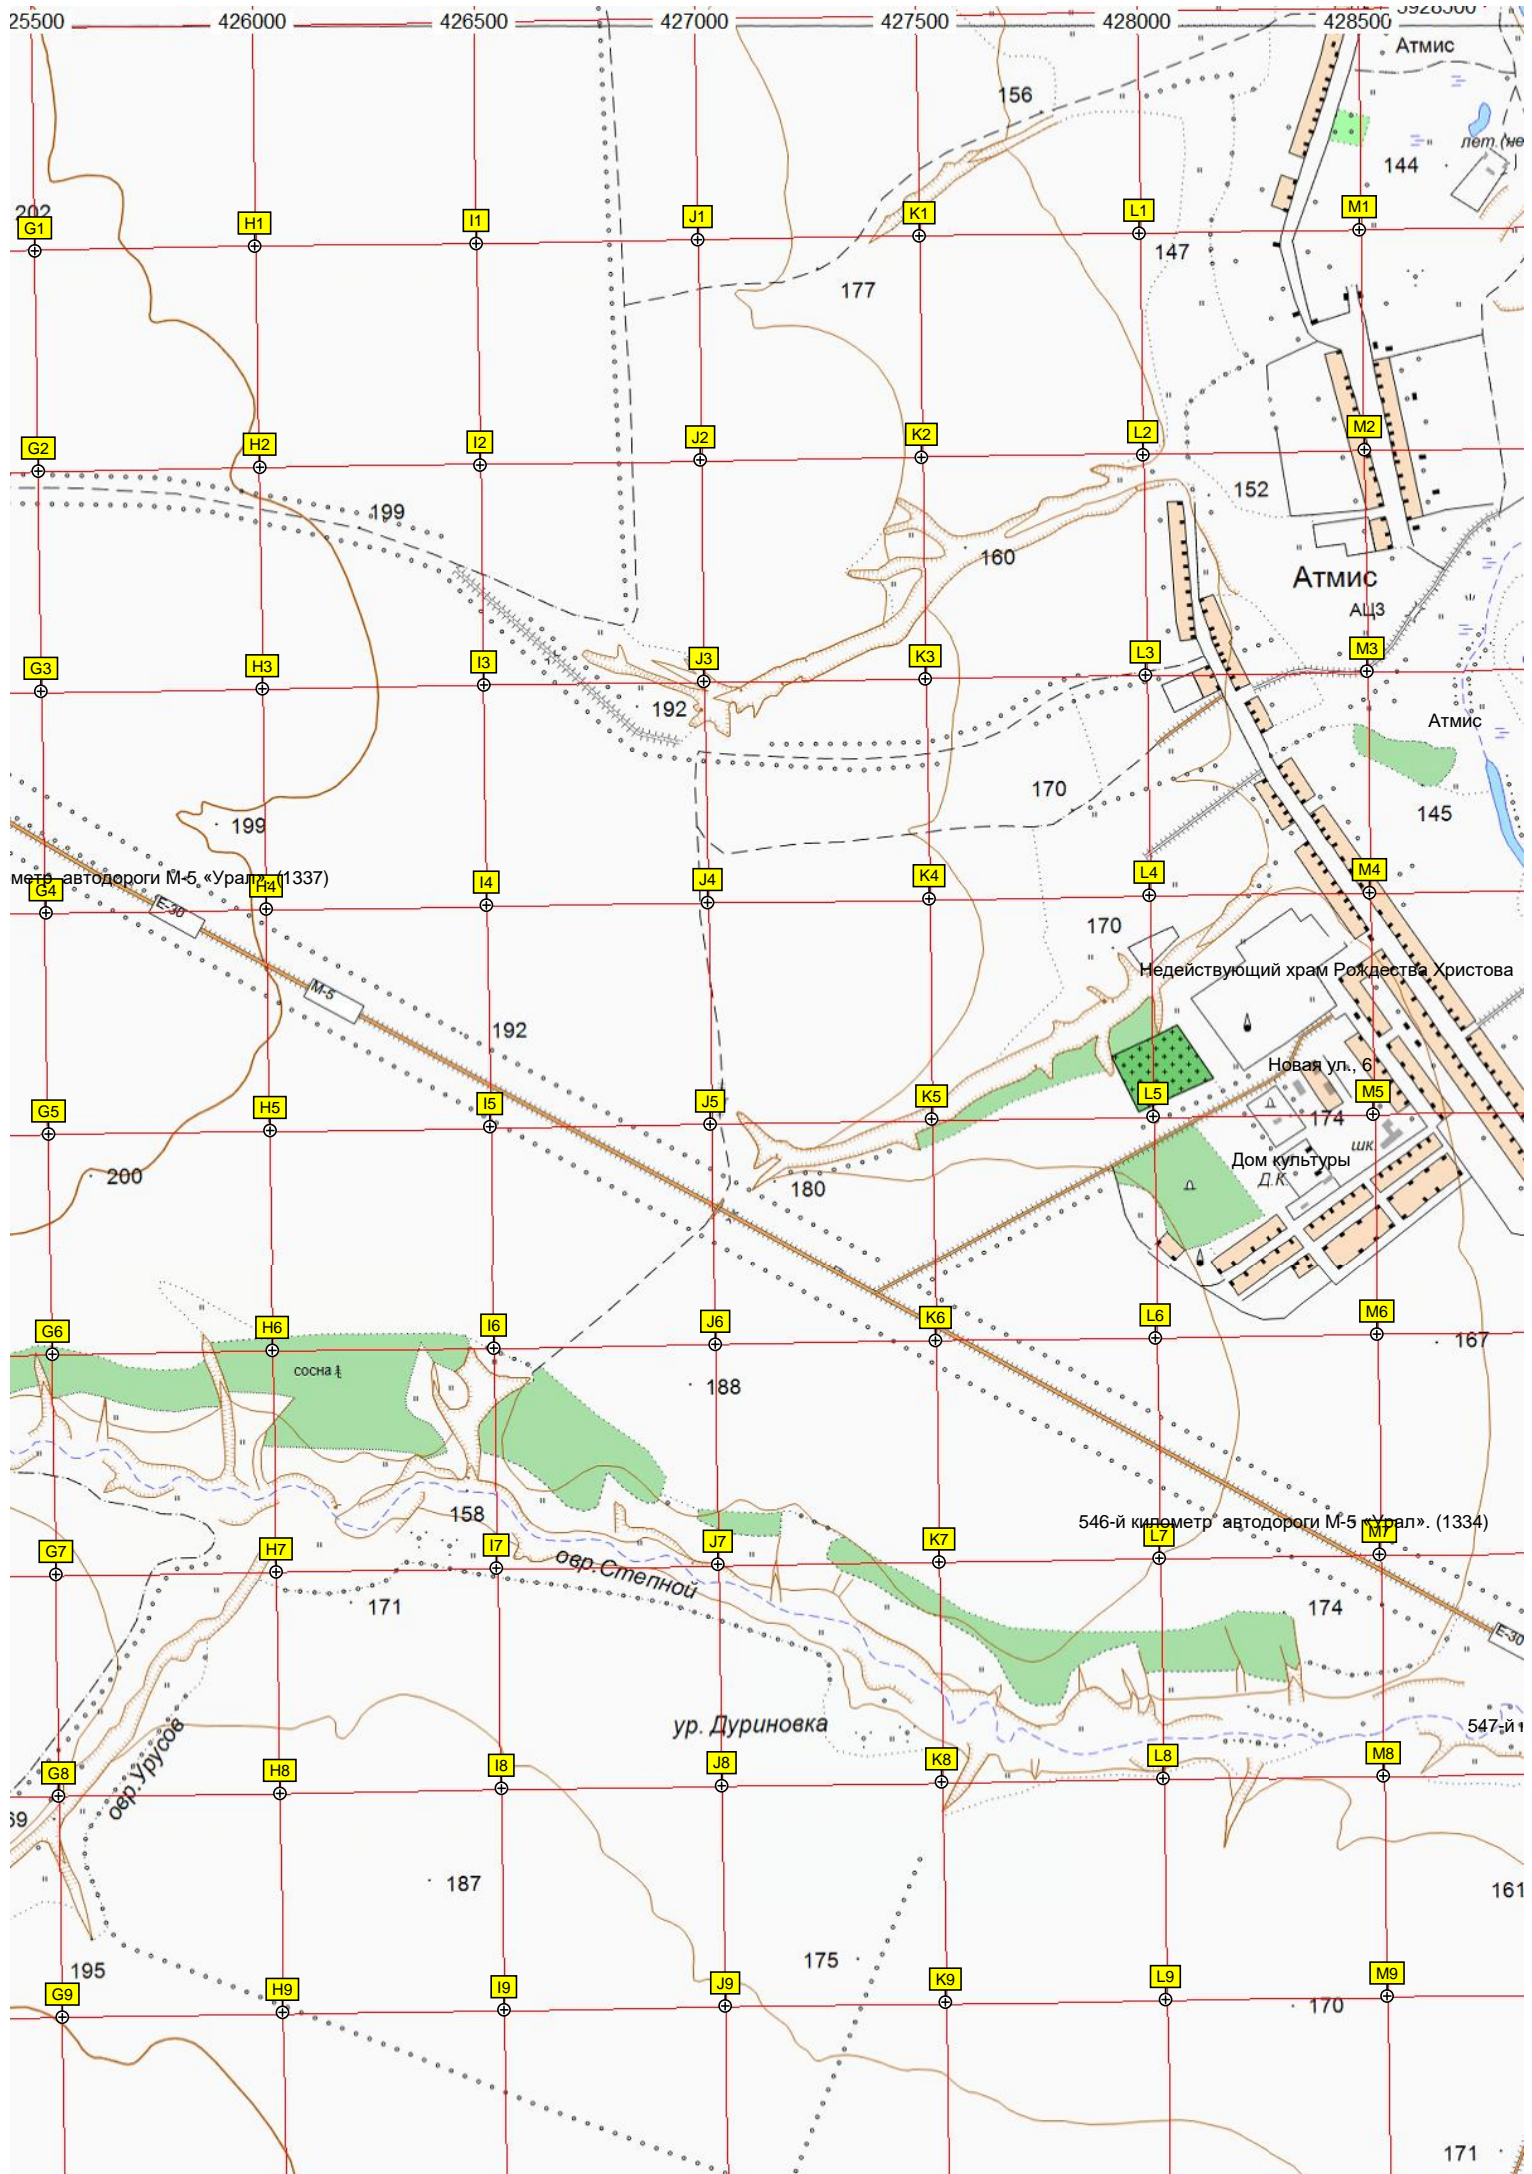 25500 426000 426500 427000 427500 428000 428500
5928500
Атмис
156
144
лет.
202
G1 H1 I1 J1 K1 L1 M1
147
177
G2 H2 I2 J2 K2 L2 M2
152
199
160
Атмис
АЦЗ
G3 H3 I3 J3 K3 L3 M3
192
Атмис
170
145
199
метр автодороги М-5 «Урал». (1337)
G4 H4 I4 J4 K4 L4 M4
Е-30
170
Недействующий храм Рождества Христова
М-5
192
Новая ул., 6
G5 H5 I5 J5 K5 L5 M5
174
шк.
Дом культуры
Д.К.
200
180
G6 H6 I6 J6 K6 L6 M6
167
сосна
188
158
546-й километр автодороги М-5 «Урал». (1334)
G7 H7 I7 J7 K7 L7 M7
овр.Степной
171
174
Е-30
ур. Дуриновка
547-й
овр.Урусов
G8 H8 I8 J8 K8 L8 M8
69
187
161
175
195
G9 H9 I9 J9 K9 L9 M9
170
171